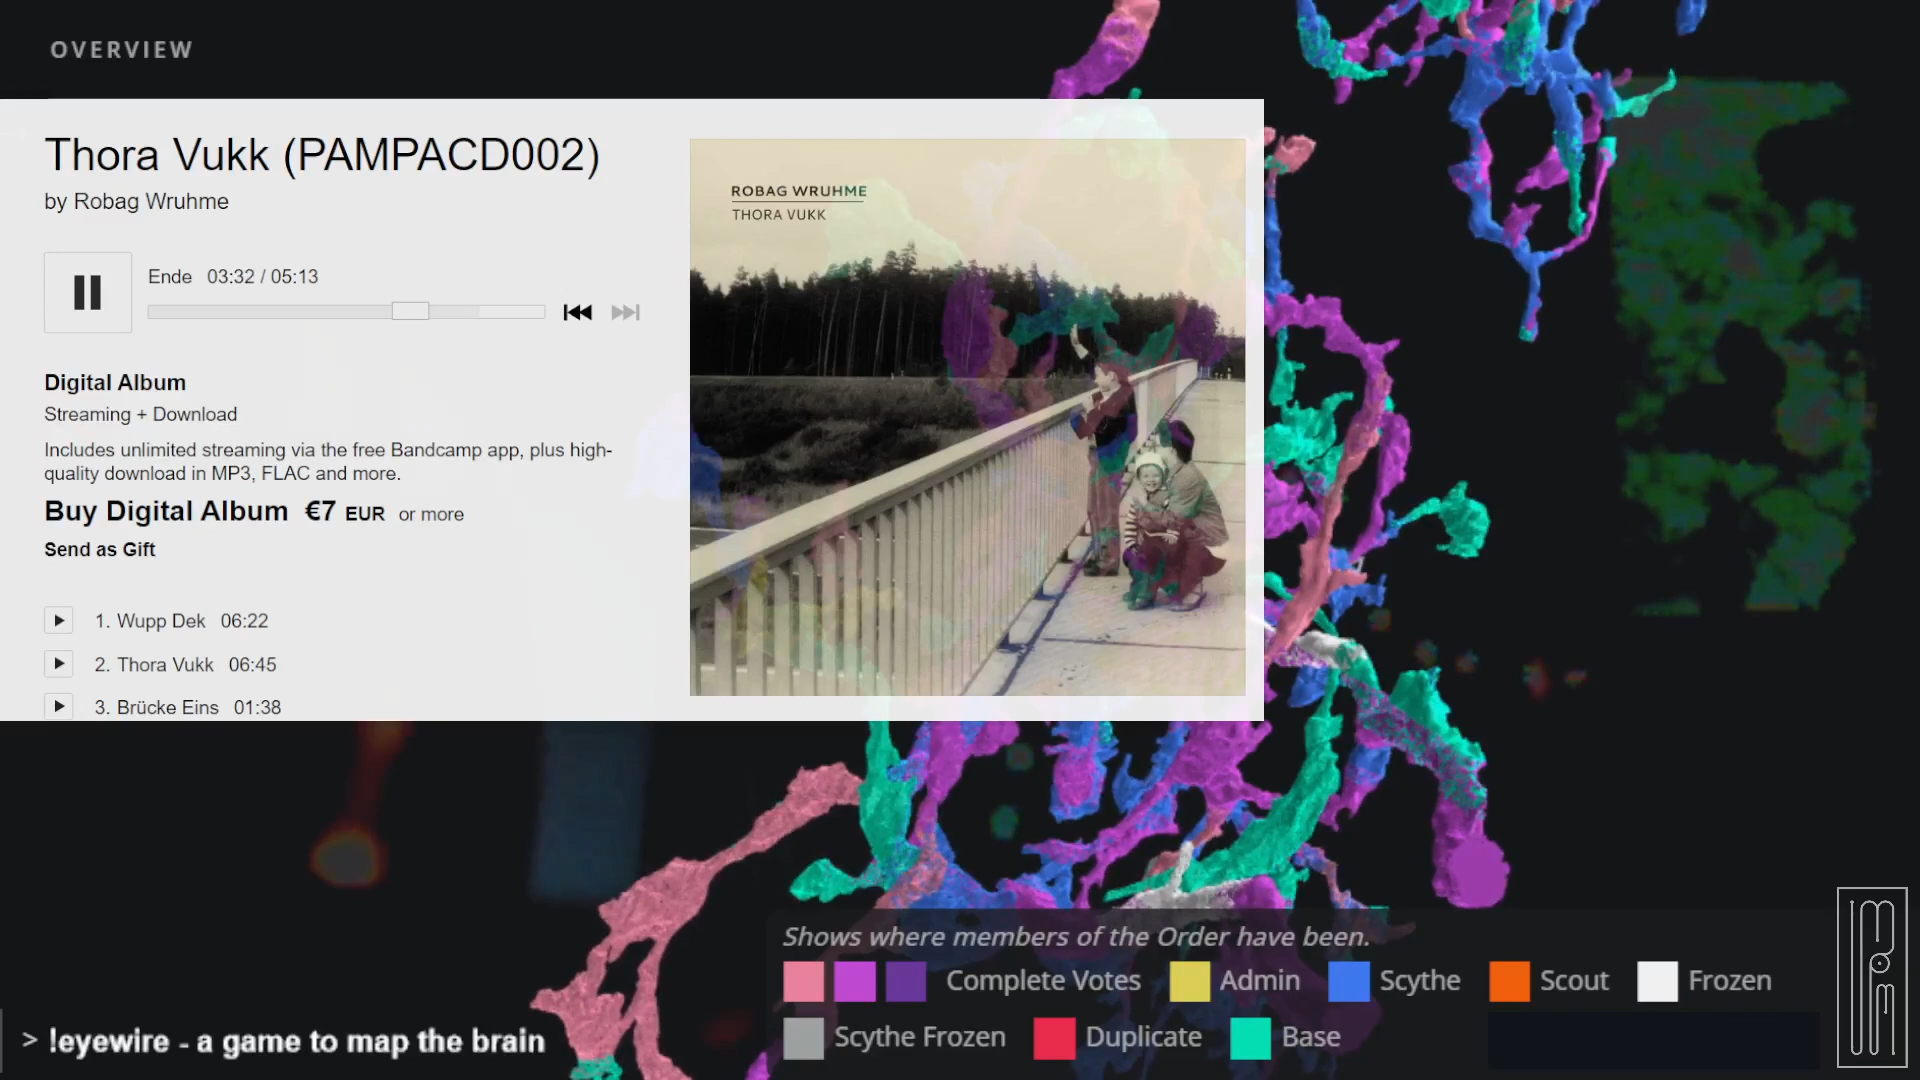 OVERVIEW
Thora Vukk (PAMPACD002)
by Robag Wruhme
Ende 03:32 / 05:13
Digital Album
Streaming + Download
Includes unlimited streaming via the free Bandcamp app, plus high-
quality download in MP3, FLAC and more.
Buy Digital Album €7 EUR or more
Send as Gift
1. Wupp Dek 06:22
2. Thora Vukk 06:45
3. Brücke Eins 01:38
ROBAG WRUHME
THORA VUKK
Shows where members of the Order have been.
Complete Votes Admin Scythe Scout Frozen
Scythe Frozen Duplicate Base
> !eyewire - a game to map the brain